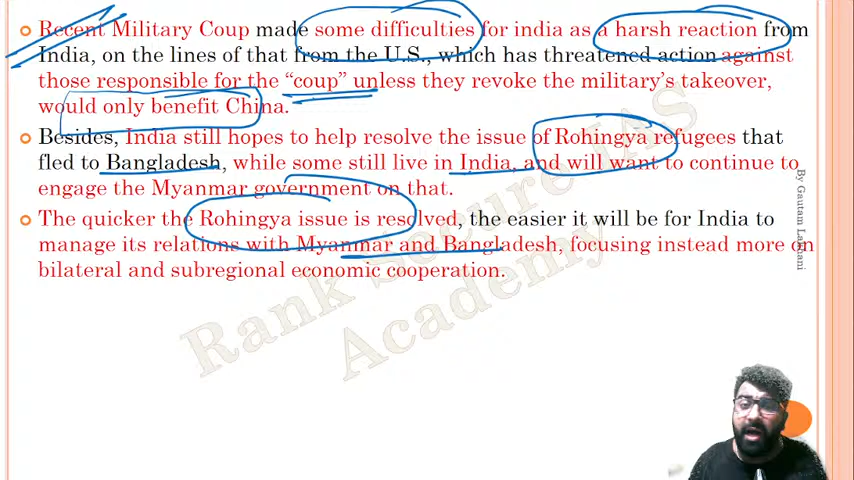 Recent Military Coup made some difficulties for india as a harsh reaction from
India, on the lines of that from the U.S., which has threatened action against
those responsible for the “coup” unless they revoke the military’s takeover,
would only benefit China.
Besides, India still hopes to help resolve the issue of Rohingya refugees that
fled to Bangladesh, while some still live in India, and will want to continue to
engage the Myanmar government on that.
The quicker the Rohingya issue is resolved, the easier it will be for India to
manage its relations with Myanmar and Bangladesh, focusing instead more on
bilateral and subregional economic cooperation.
Rank Secure IAS
Academy
By Gautam Lakhani